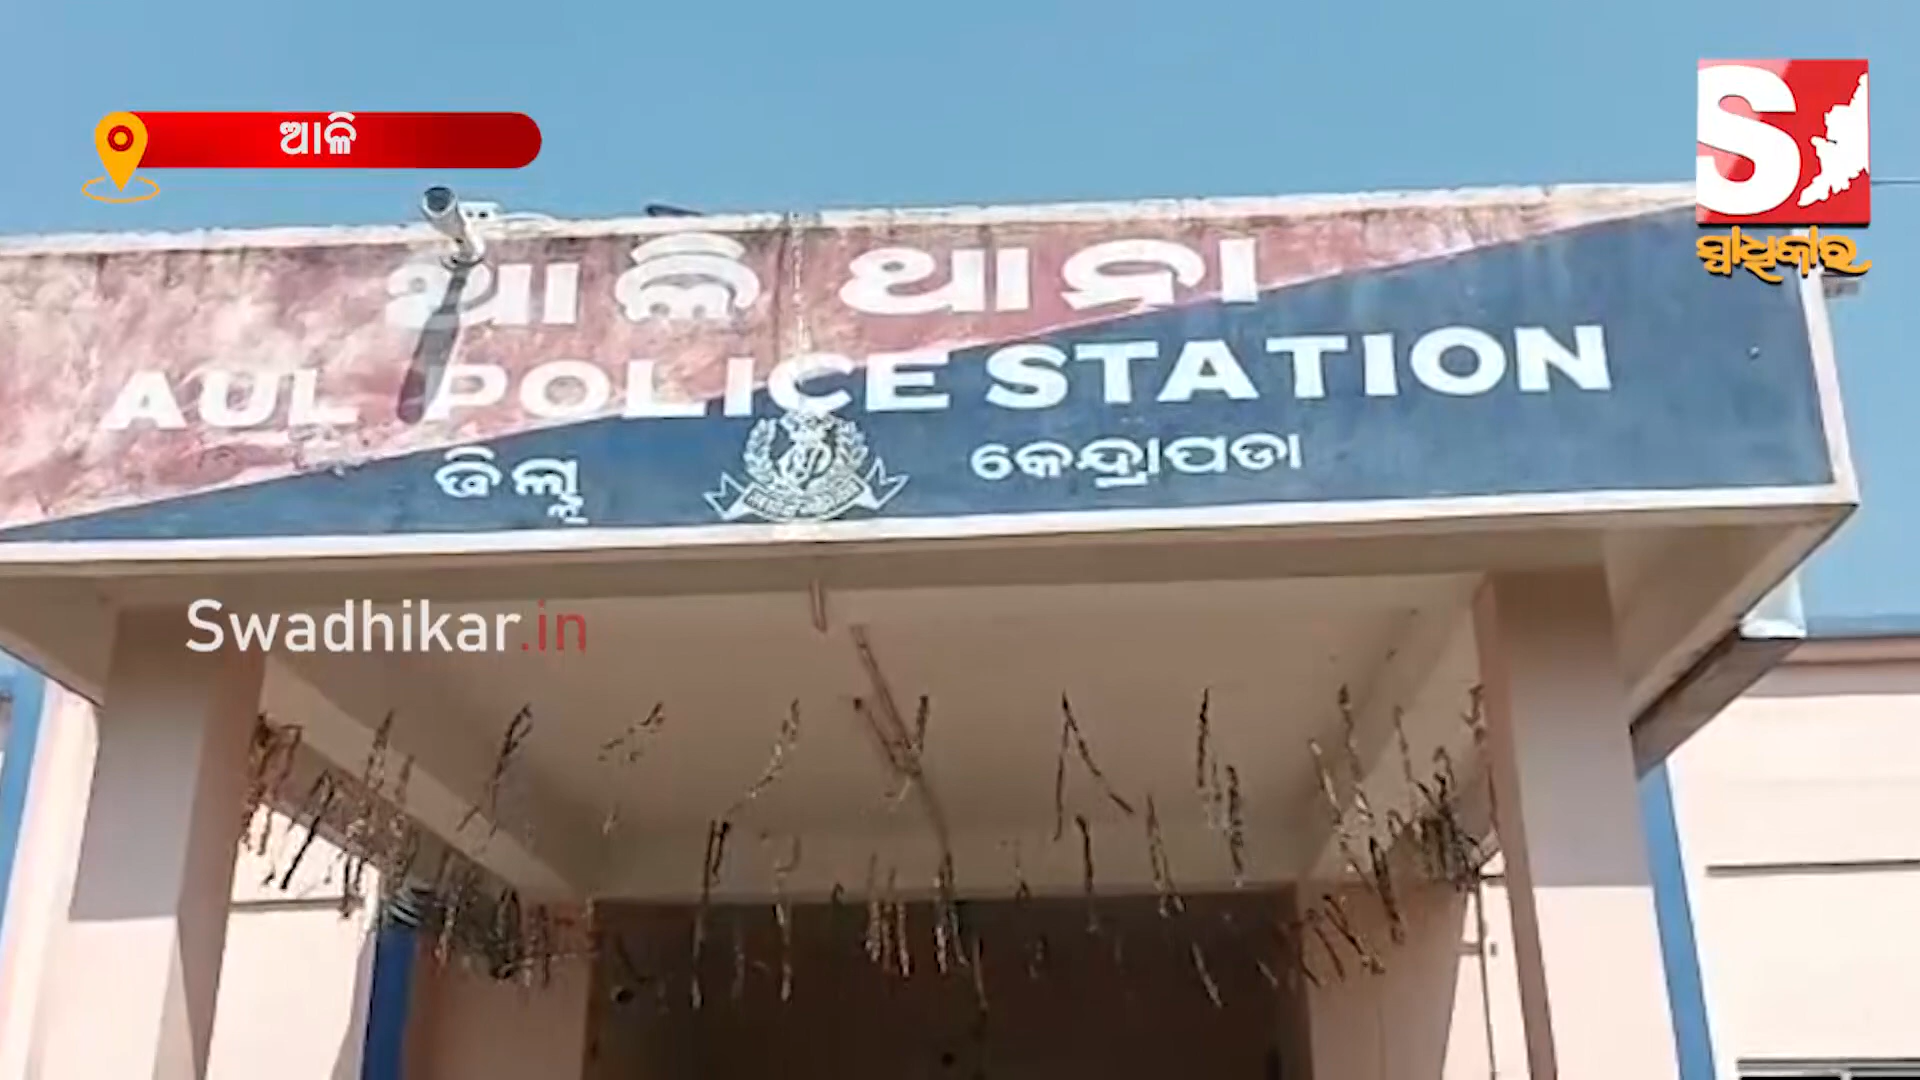 ଆଳି
S
ସ୍ୱାଧିକାର
ଆଳି ଥାନା
AUL POLICE STATION
ଜିଲ୍ଲା
କେନ୍ଦ୍ରାପଡା
Swadhikar.in